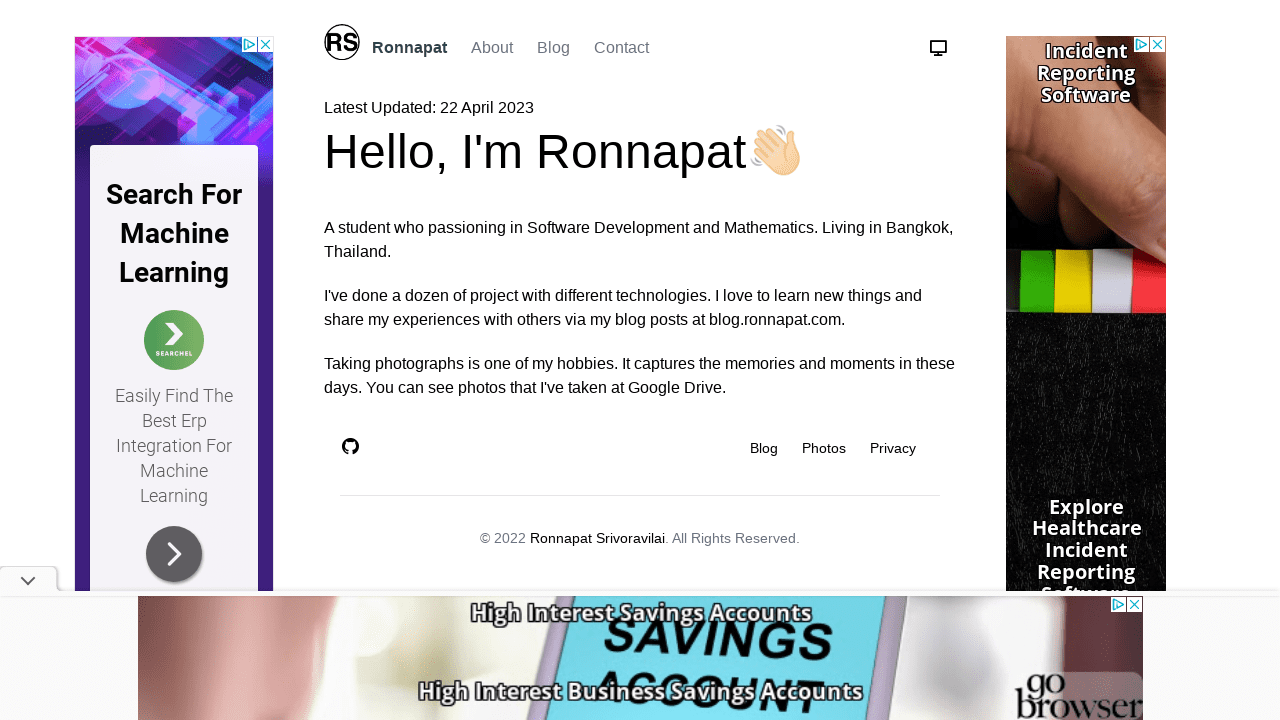 RS
Ronnapat About Blog Contact
Latest Updated: 22 April 2023
Hello, I'm Ronnapat👋🏻
A student who passioning in Software Development and Mathematics. Living in Bangkok,
Thailand.
I've done a dozen of project with different technologies. I love to learn new things and
share my experiences with others via my blog posts at blog.ronnapat.com.
Taking photographs is one of my hobbies. It captures the memories and moments in these
days. You can see photos that I've taken at Google Drive.
Blog Photos Privacy
© 2022 Ronnapat Srivoravilai. All Rights Reserved.
Search For
Machine
Learning
SEARCHEL
Easily Find The
Best Erp
Integration For
Machine
Learning
Incident
Reporting
Software
Explore
Healthcare
Incident
Reporting
Software
High Interest Savings Accounts
SAVINGS
ACCOUNT
High Interest Business Savings Accounts
go
browser